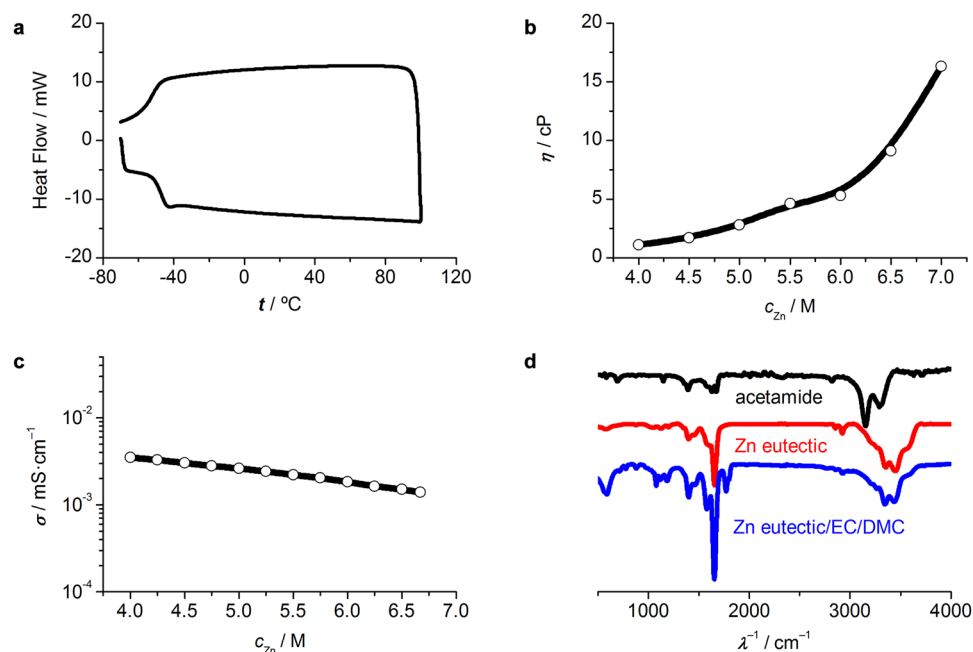 a
20
10
0
-10
-20
Heat Flow / mW
-80 -40 0 40 80 120
t / ºC
b
20
15
10
5
0
η / cP
4.0 4.5 5.0 5.5 6.0 6.5 7.0
cZn / M
c
10⁻²
10⁻³
10⁻⁴
σ / mS·cm⁻¹
4.0 4.5 5.0 5.5 6.0 6.5 7.0
cZn / M
d
acetamide
Zn eutectic
Zn eutectic/EC/DMC
1000 2000 3000 4000
λ⁻¹ / cm⁻¹